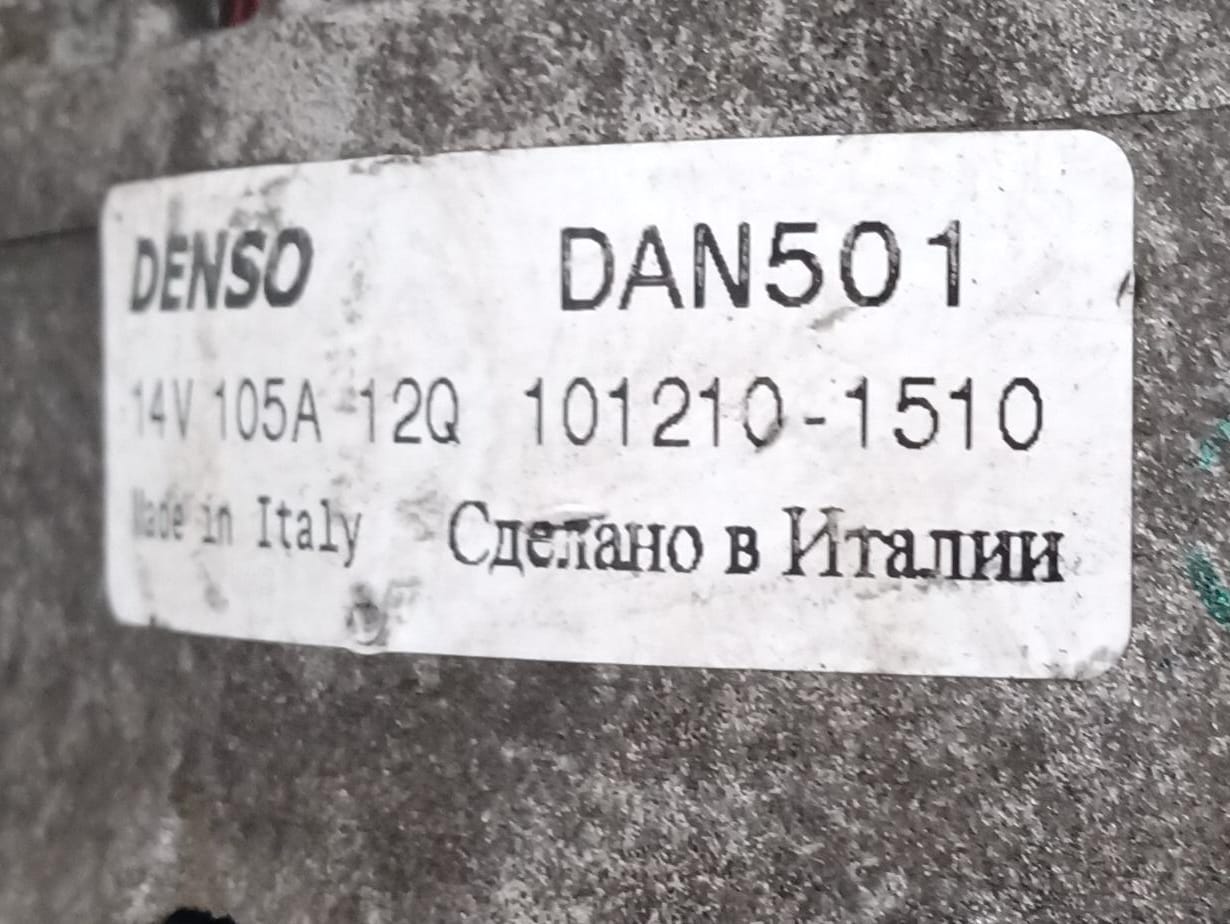 DENSO DAN501
14V 105A 12Q 101210-1510
Made in Italy Сделано в Италии